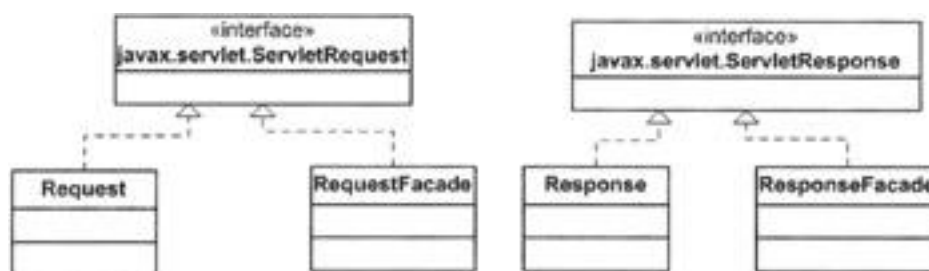 «interface»
javax.servlet.ServletRequest
«interface»
javax.servlet.ServletResponse
Request
RequestFacade
Response
ResponseFacade